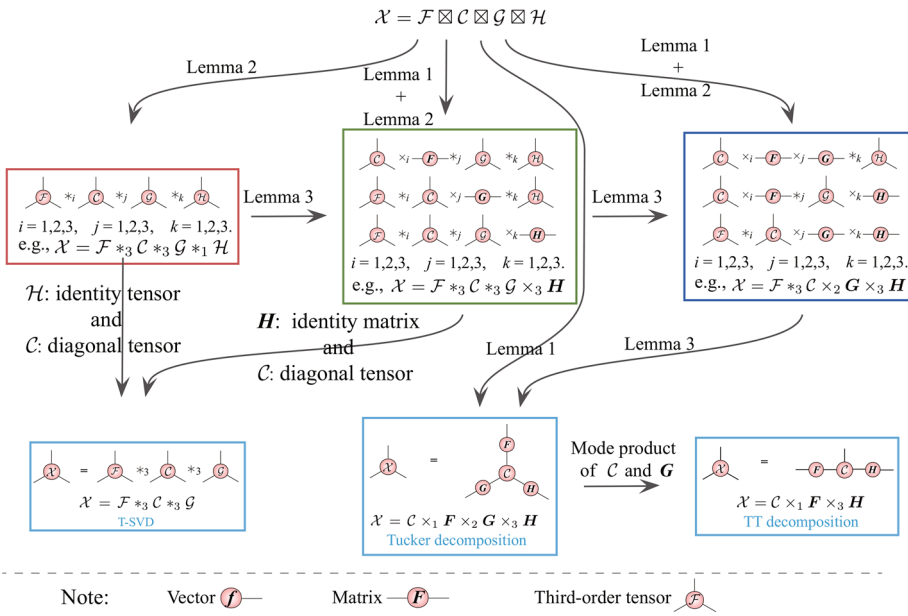 𝒳 = ℱ ⊠ 𝒞 ⊠ 𝒢 ⊠ ℋ
Lemma 2
Lemma 1
+
Lemma 2
Lemma 1
+
Lemma 2
ℱ *ᵢ 𝒞 *ⱼ 𝒢 *ₖ ℋ
i = 1,2,3, j = 1,2,3, k = 1,2,3.
e.g., 𝒳 = ℱ *₃ 𝒞 *₃ 𝒢 *₁ ℋ
Lemma 3
𝒞 ×ᵢ F *ⱼ 𝒢 *ₖ ℋ
ℱ *ᵢ 𝒞 ×ⱼ G *ₖ ℋ
ℱ *ᵢ 𝒞 *ⱼ 𝒢 ×ₖ H
i = 1,2,3, j = 1,2,3, k = 1,2,3.
e.g., 𝒳 = ℱ *₃ 𝒞 *₃ 𝒢 ×₃ H
Lemma 3
𝒞 ×ᵢ F ×ⱼ G *ₖ ℋ
𝒞 ×ᵢ F *ⱼ 𝒢 ×ₖ H
ℱ *ᵢ 𝒞 ×ⱼ G ×ₖ H
i = 1,2,3, j = 1,2,3, k = 1,2,3.
e.g., 𝒳 = ℱ *₃ 𝒞 ×₂ G ×₃ H
ℋ: identity tensor
and
𝒞: diagonal tensor
H: identity matrix
and
𝒞: diagonal tensor
Lemma 1
Lemma 3
𝒳 = ℱ *₃ 𝒞 *₃ 𝒢
𝒳 = ℱ *₃ 𝒞 *₃ 𝒢
T-SVD
F
𝒳 = 𝒞
G H
𝒳 = 𝒞 ×₁ F ×₂ G ×₃ H
Tucker decomposition
Mode product
of 𝒞 and G
𝒳 = F 𝒞 H
𝒳 = 𝒞 ×₁ F ×₃ H
TT decomposition
Note: Vector f Matrix F Third-order tensor ℱ